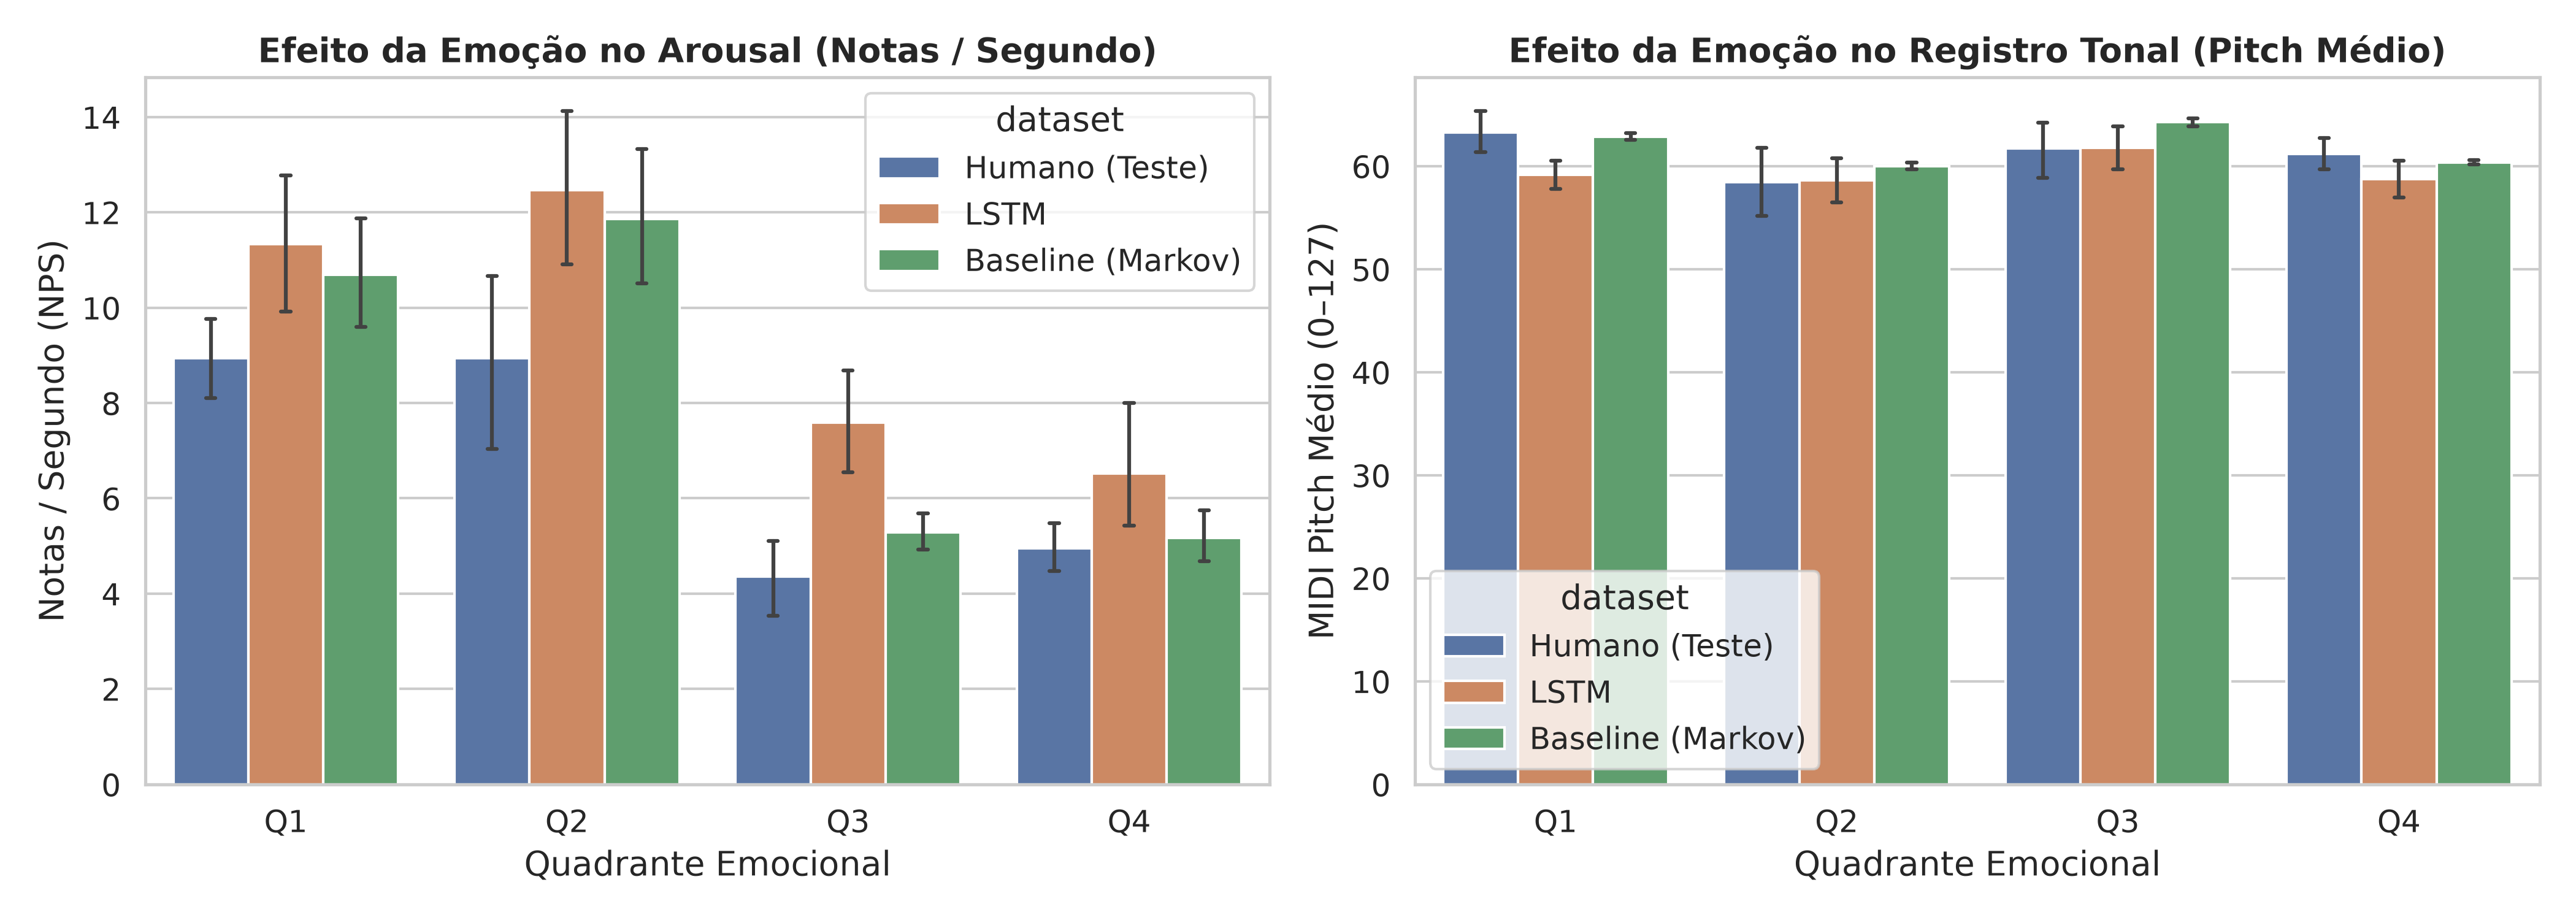 Efeito da Emoção no Arousal (Notas / Segundo)
Notas / Segundo (NPS)
14
12
10
8
6
4
2
0
dataset
Humano (Teste)
LSTM
Baseline (Markov)
Q1
Q2
Q3
Q4
Quadrante Emocional
Efeito da Emoção no Registro Tonal (Pitch Médio)
MIDI Pitch Médio (0–127)
60
50
40
30
20
10
0
dataset
Humano (Teste)
LSTM
Baseline (Markov)
Q1
Q2
Q3
Q4
Quadrante Emocional